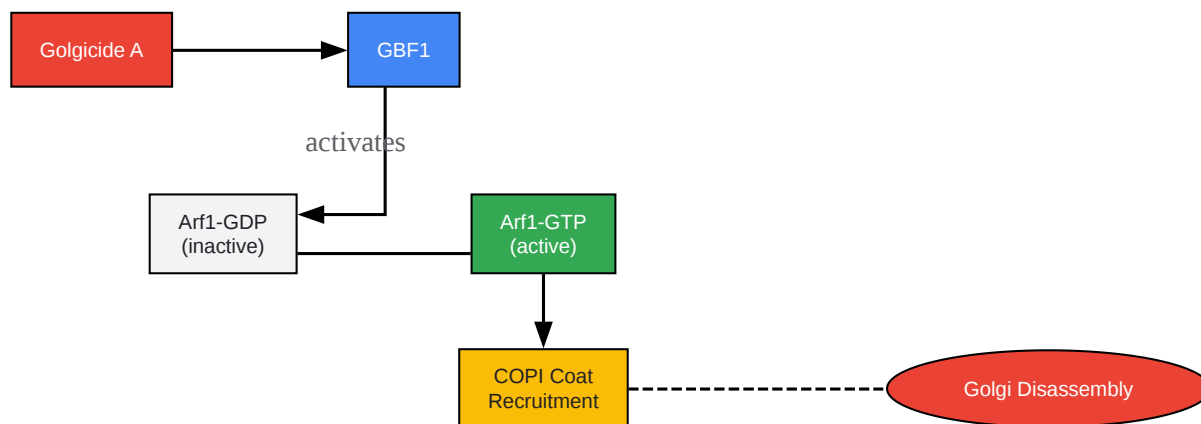 Golgicide A
GBF1
activates
Arf1-GDP
(inactive)
Arf1-GTP
(active)
COPI Coat
Recruitment
Golgi Disassembly